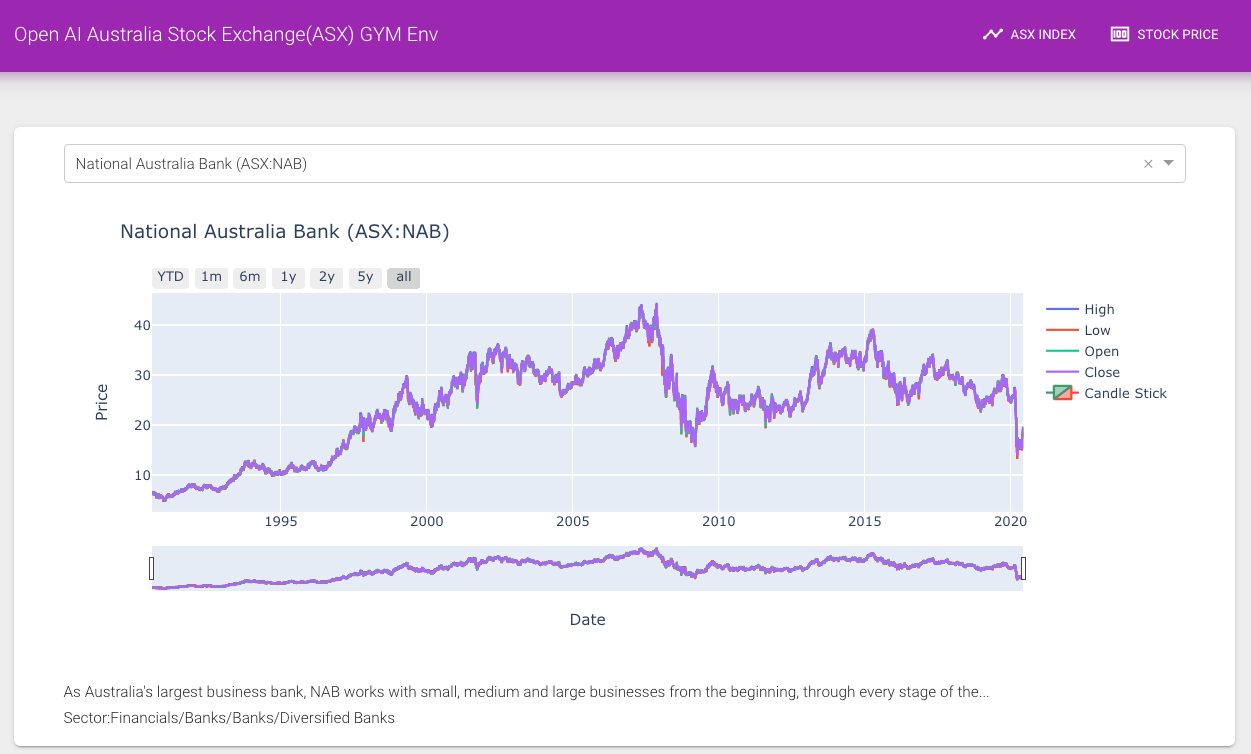 Open AI Australia Stock Exchange(ASX) GYM Env
ASX INDEX
STOCK PRICE
National Australia Bank (ASX:NAB)
National Australia Bank (ASX:NAB)
YTD 1m 6m 1y 2y 5y all
Price
40
30
20
10
1995 2000 2005 2010 2015 2020
High
Low
Open
Close
Candle Stick
Date
As Australia's largest business bank, NAB works with small, medium and large businesses from the beginning, through every stage of the...
Sector:Financials/Banks/Banks/Diversified Banks